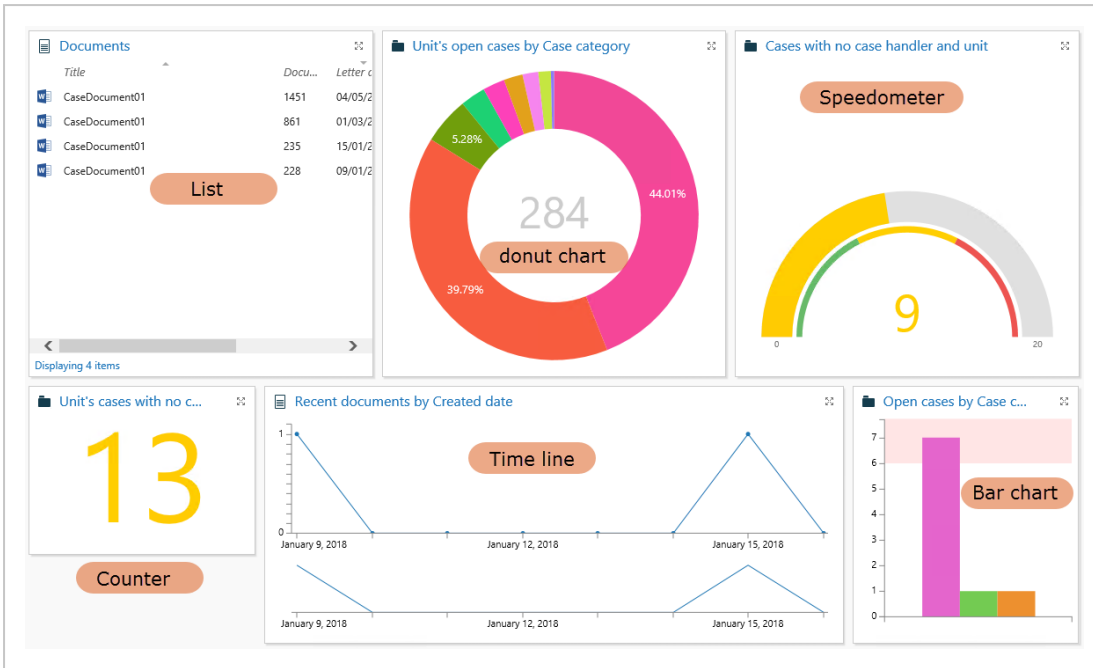 Documents
Title Docu... Letter d
CaseDocument01 1451 04/05/2
CaseDocument01 861 01/03/2
CaseDocument01 235 15/01/2
CaseDocument01 228 09/01/2
List
Displaying 4 items
Unit's open cases by Case category
5.28%
44.01%
284
donut chart
39.79%
Cases with no case handler and unit
Speedometer
9
0 20
Unit's cases with no c...
13
Counter
Recent documents by Created date
1
Time line
0
January 9, 2018 January 12, 2018 January 15, 2018
January 9, 2018 January 12, 2018 January 15, 2018
Open cases by Case c...
7
6
5
Bar chart
4
3
2
1
0